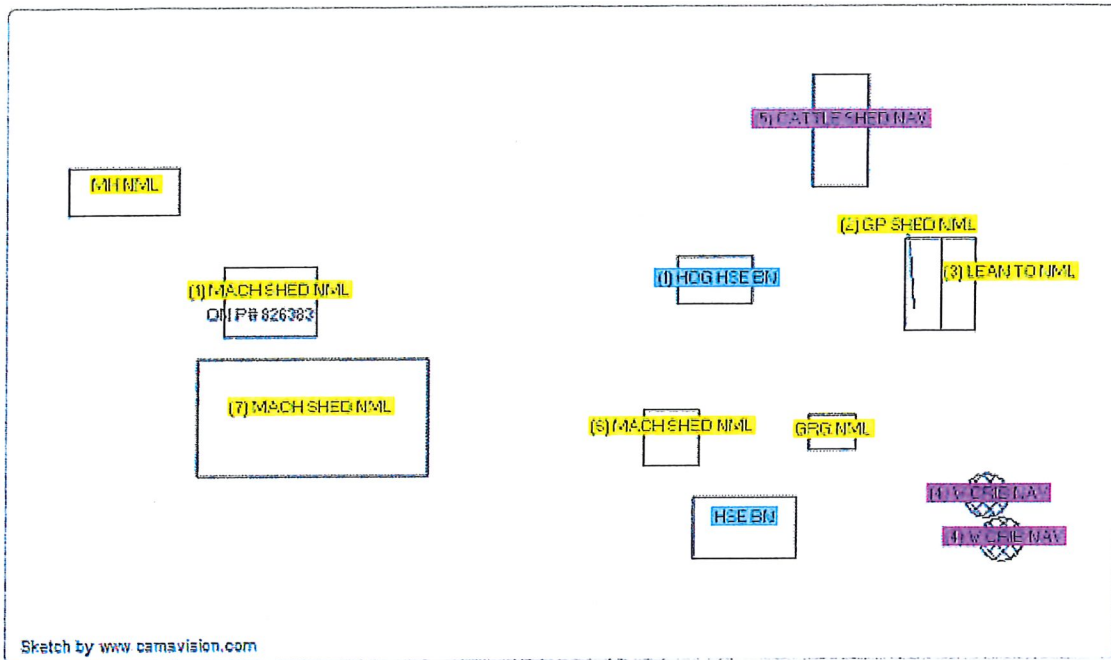 (5) CATTLE SHED NAV
MH NML
(2) GP SHED NML
(1) HOG HSE BN
(3) LEAN TO NML
(1) MACH SHED NML
ON P# 826383
(7) MACH SHED NML
(6) MACH SHED NML
GRG NML
(4) W CRIB NAV
HSE BN
(4) W CRIB NAV
Sketch by www.camavision.com